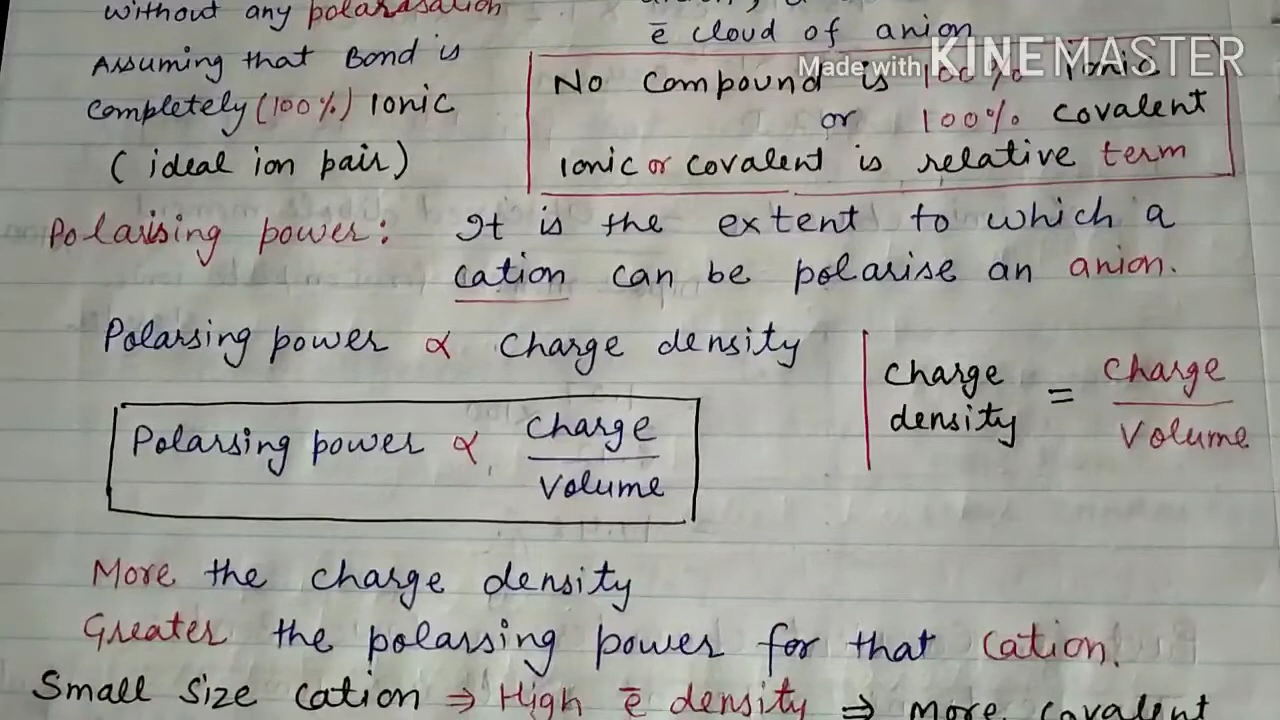 without any polarasation
ē cloud of anion
Assuming that Bond is
completely (100%) Ionic
(ideal ion pair)
Made with KINEMASTER
No compound is 100% ionic
or 100% covalent
ionic or covalent is relative term
Polarising power: It is the extent to which a
cation can be polarise an anion.
Polarsing power ∝ charge density
charge density = charge / volume
Polarsing power ∝ charge / volume
More the charge density
Greater the polarsing power for that cation.
Small size cation ⇒ High ē density ⇒ more covalent